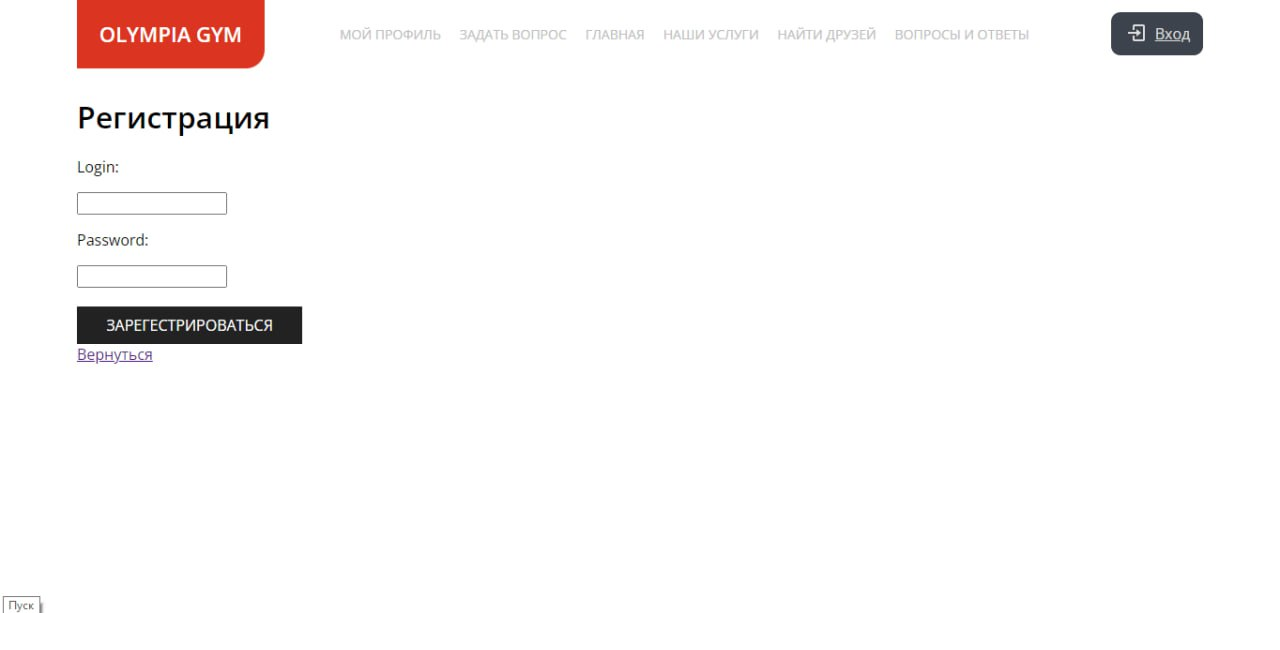 OLYMPIA GYM
МОЙ ПРОФИЛЬ ЗАДАТЬ ВОПРОС ГЛАВНАЯ НАШИ УСЛУГИ НАЙТИ ДРУЗЕЙ ВОПРОСЫ И ОТВЕТЫ
Вход
Регистрация
Login:
Password:
ЗАРЕГЕСТРИРОВАТЬСЯ
Вернуться
Пуск